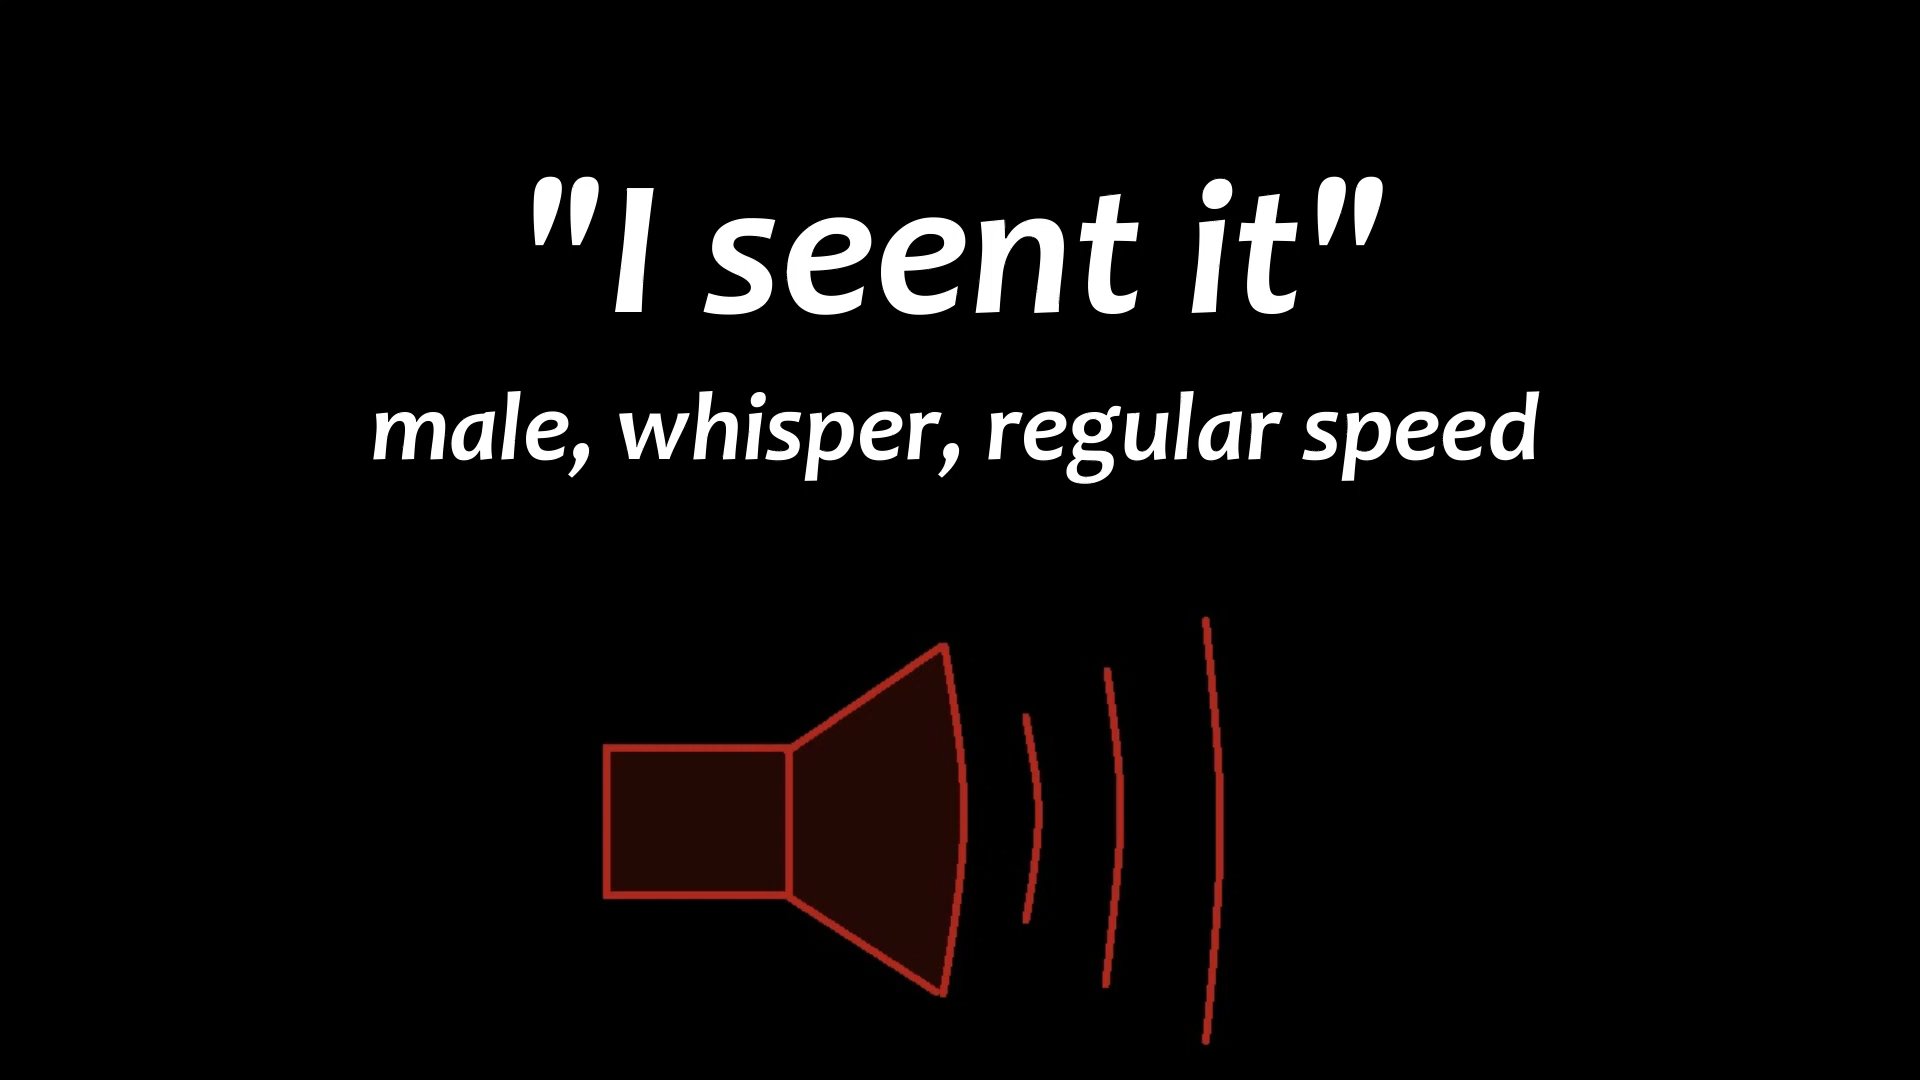 "I seent it"
male, whisper, regular speed